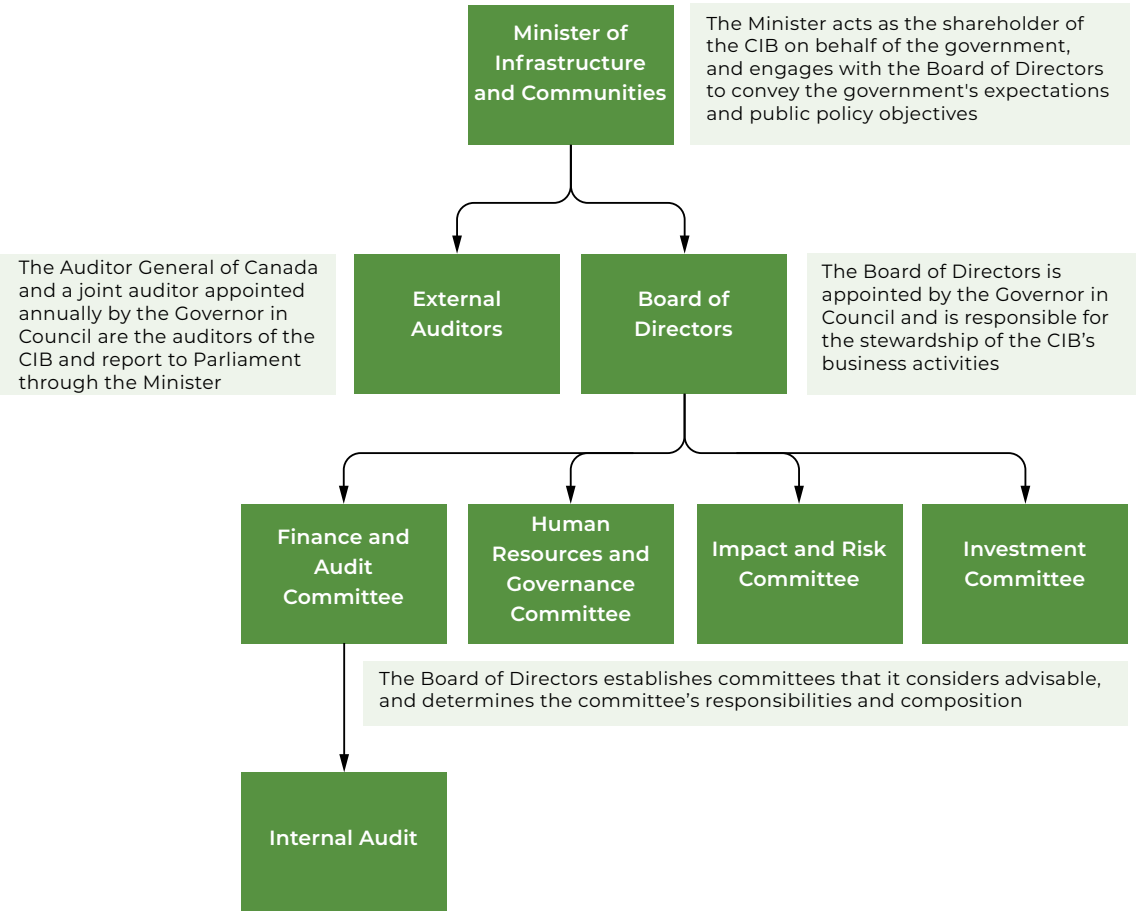 Minister of
Infrastructure
and Communities
The Minister acts as the shareholder of
the CIB on behalf of the government,
and engages with the Board of Directors
to convey the government's expectations
and public policy objectives
The Auditor General of Canada
and a joint auditor appointed
annually by the Governor in
Council are the auditors of the
CIB and report to Parliament
through the Minister
External
Auditors
Board of
Directors
The Board of Directors is
appointed by the Governor in
Council and is responsible for
the stewardship of the CIB’s
business activities
Finance and
Audit
Committee
Human
Resources and
Governance
Committee
Impact and Risk
Committee
Investment
Committee
The Board of Directors establishes committees that it considers advisable,
and determines the committee’s responsibilities and composition
Internal Audit